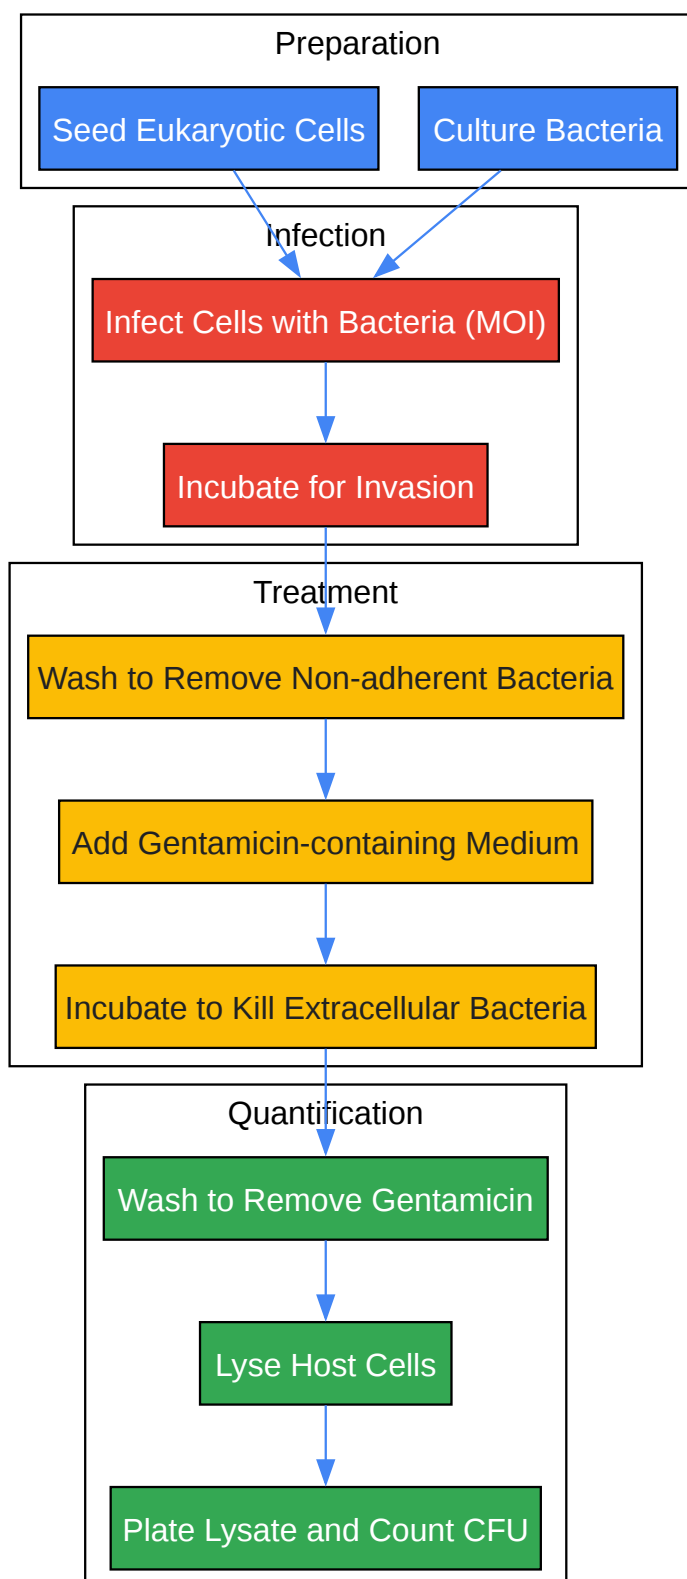 Preparation
Seed Eukaryotic Cells
Culture Bacteria
Infection
Infect Cells with Bacteria (MOI)
Incubate for Invasion
Treatment
Wash to Remove Non-adherent Bacteria
Add Gentamicin-containing Medium
Incubate to Kill Extracellular Bacteria
Quantification
Wash to Remove Gentamicin
Lyse Host Cells
Plate Lysate and Count CFU